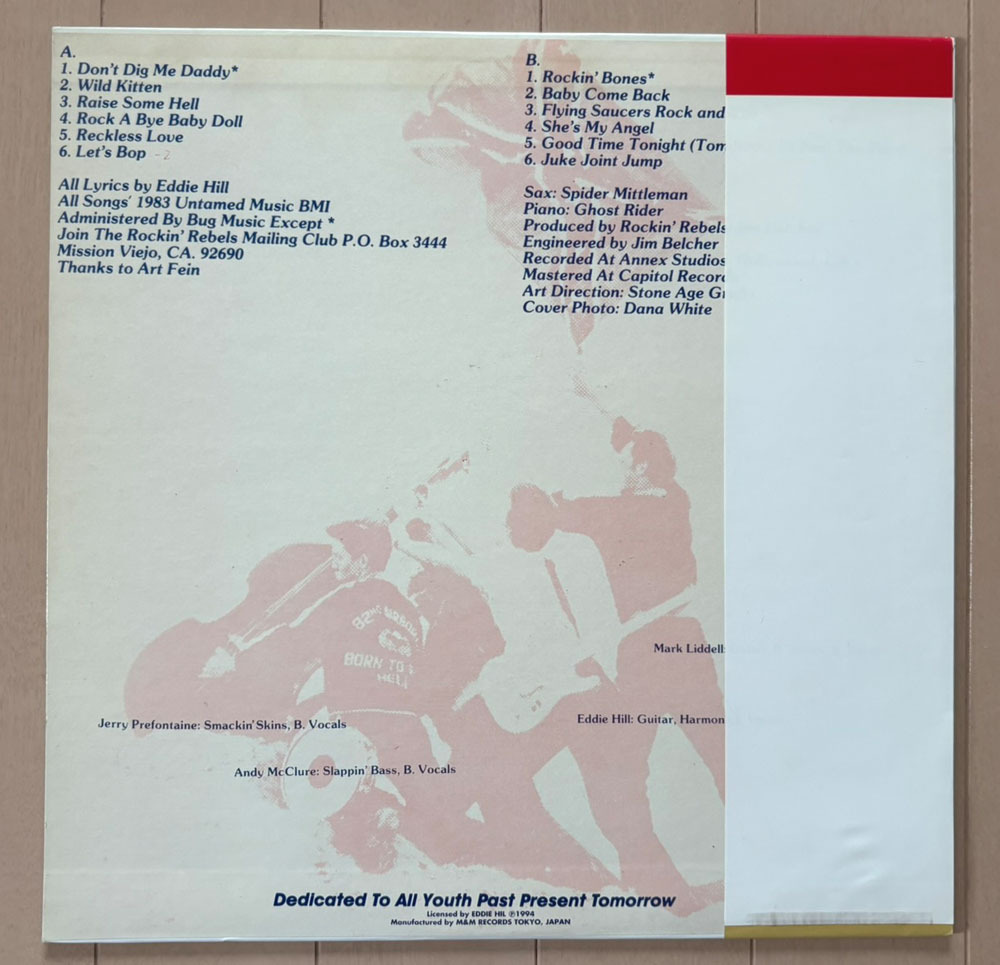 A.
1. Don't Dig Me Daddy*
2. Wild Kitten
3. Raise Some Hell
4. Rock A Bye Baby Doll
5. Reckless Love
6. Let's Bop -2
All Lyrics by Eddie Hill
All Songs' 1983 Untamed Music BMI
Administered By Bug Music Except *
Join The Rockin' Rebels Mailing Club P.O. Box 3444
Mission Viejo, CA. 92690
Thanks to Art Fein
B.
1. Rockin' Bones*
2. Baby Come Back
3. Flying Saucers Rock and
4. She's My Angel
5. Good Time Tonight (Tom
6. Juke Joint Jump
Sax: Spider Mittleman
Piano: Ghost Rider
Produced by Rockin' Rebels
Engineered by Jim Belcher
Recorded At Annex Studios
Mastered At Capitol Record
Art Direction: Stone Age
Cover Photo: Dana White
BORN TO
HELL
Mark Liddell:
Jerry Prefontaine: Smackin' Skins, B. Vocals
Eddie Hill: Guitar, Harmon
Andy McClure: Slappin' Bass, B. Vocals
Dedicated To All Youth Past Present Tomorrow
Licensed by EDDIE HIL ℗1994
Manufactured by M&M RECORDS TOKYO, JAPAN